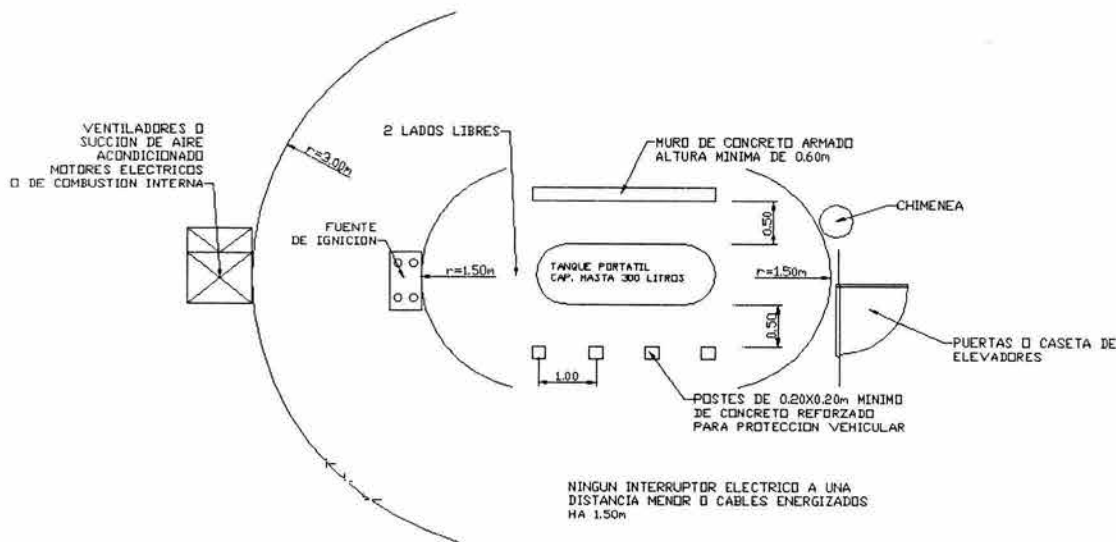 VENTILADORES O
SUCCION DE AIRE
ACONDICIONADO
MOTORES ELECTRICOS
O DE COMBUSTION INTERNA
r=3.00m
2 LADOS LIBRES
MURO DE CONCRETO ARMADO
ALTURA MINIMA DE 0.60m
CHIMENEA
FUENTE
DE IGNICION
0.50
r=1.50m
TANQUE PORTATIL
CAP. HASTA 300 LITROS
r=1.50m
0.50
PUERTAS O CASETA DE
ELEVADORES
1.00
POSTES DE 0.20X0.20m MINIMO
DE CONCRETO REFORZADO
PARA PROTECCION VEHICULAR
NINGUN INTERRUPTOR ELECTRICO A UNA
DISTANCIA MENOR O CABLES ENERGIZADOS
HA 1.50m